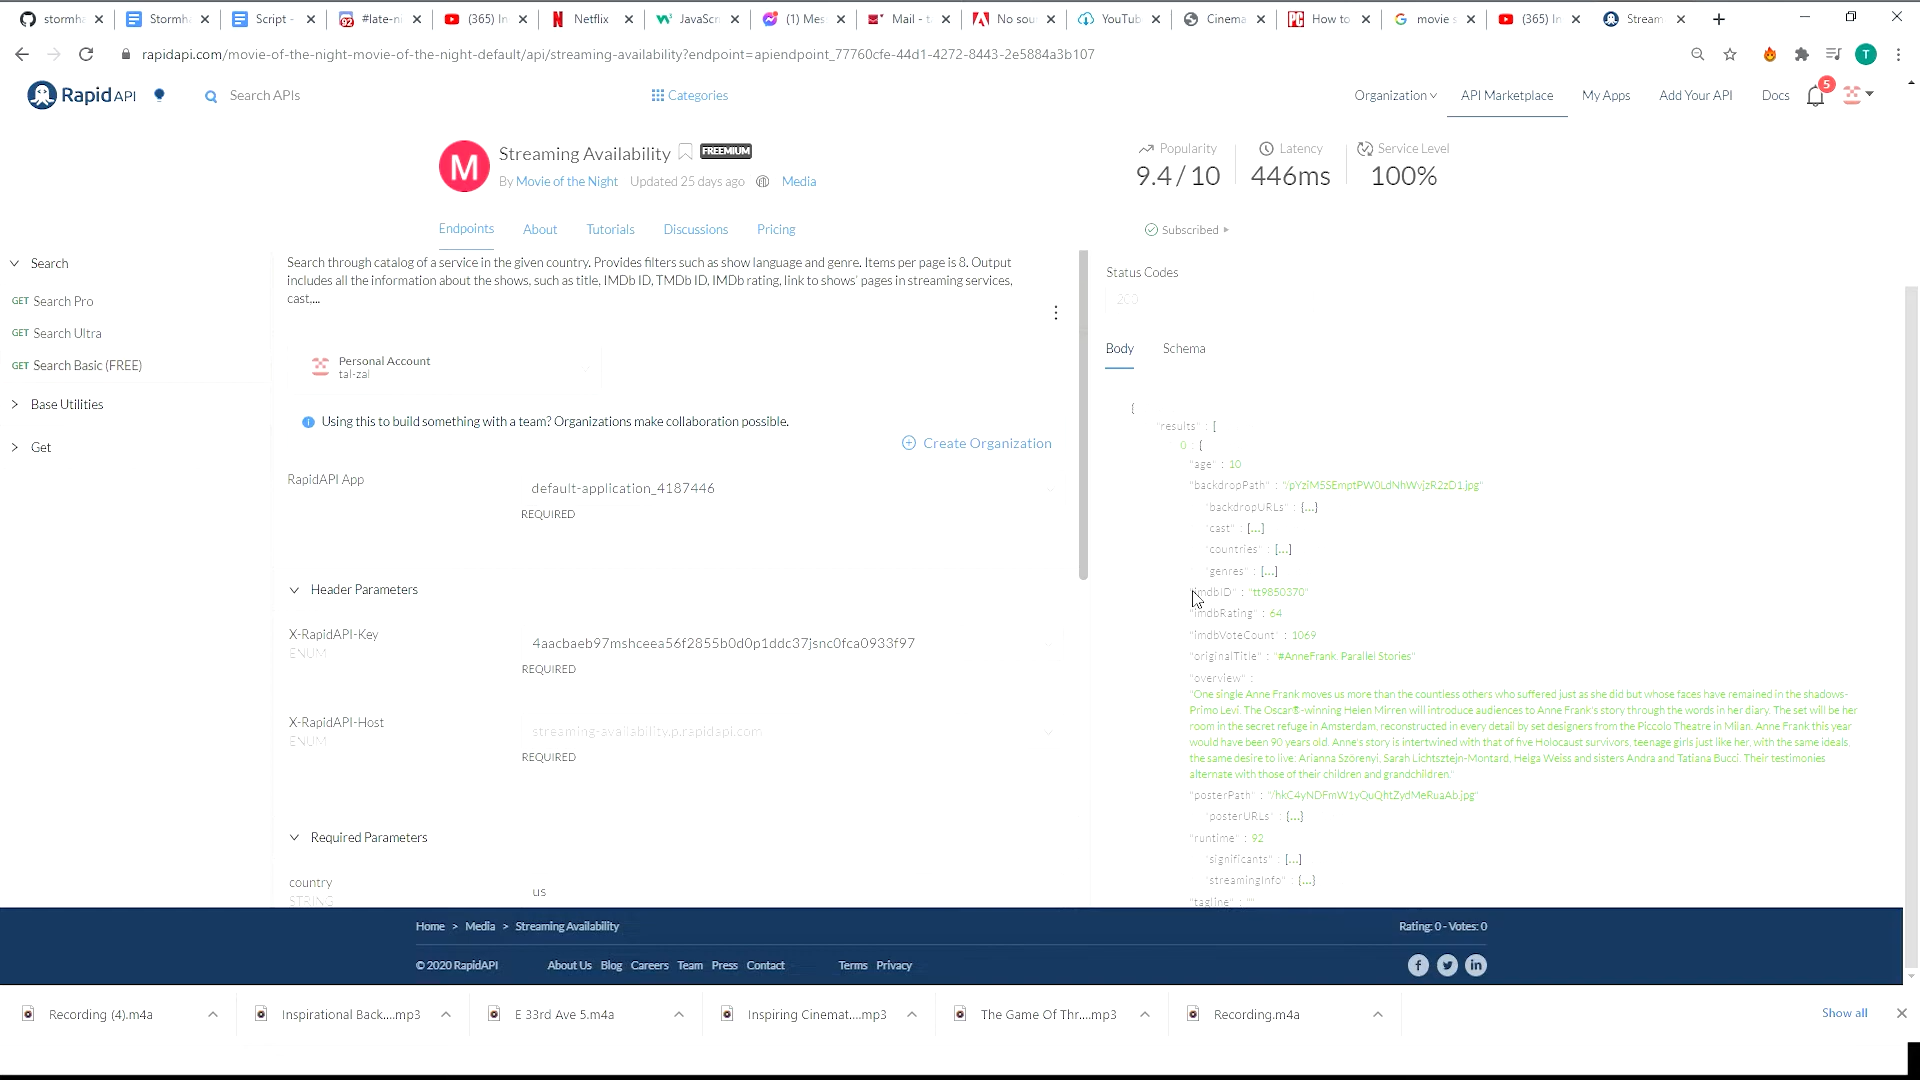 stormha
Stormh
Script -
#late-ni
(365) In
Netflix
JavaScri
(1) Mes
Mail - t
No sou
YouTub
Cinema
How to
movie s
(365) In
Stream
rapidapi.com/movie-of-the-night-movie-of-the-night-default/api/streaming-availability?endpoint=apiendpoint_77760cfe-44d1-4272-8443-2e5884a3b107
T
Rapid API
Search APIs
Categories
Organization
API Marketplace
My Apps
Add Your API
Docs
5
M
Streaming Availability
FREEMIUM
By Movie of the Night Updated 25 days ago Media
Popularity
9.4 / 10
Latency
446ms
Service Level
100%
Endpoints
About
Tutorials
Discussions
Pricing
Subscribed
Search
GET Search Pro
GET Search Ultra
GET Search Basic (FREE)
Base Utilities
Get
Search through catalog of a service in the given country. Provides filters such as show language and genre. Items per page is 8. Output
includes all the information about the shows, such as title, IMDb ID, TMDb ID, IMDb rating, link to shows' pages in streaming services,
cast,...
Personal Account
tal-zal
Using this to build something with a team? Organizations make collaboration possible.
Create Organization
RapidAPI App
default-application_4187446
REQUIRED
Header Parameters
X-RapidAPI-Key
ENUM
4aacbaeb97mshceea56f2855b0d0p1ddc37jsnc0fca0933f97
REQUIRED
X-RapidAPI-Host
ENUM
streaming-availability.p.rapidapi.com
REQUIRED
Required Parameters
country
STRING
us
Status Codes
200
Body
Schema
{
"results" : [
0 : {
"age" : 10
"backdropPath" : "/pYziM5SEmptPW0LdNhWvjzR2zD1.jpg"
"backdropURLs" : {...}
"cast" : [...]
"countries" : [...]
"genres" : [...]
"imdbID" : "tt9850370"
"imdbRating" : 64
"imdbVoteCount" : 1069
"originalTitle" : "#AnneFrank. Parallel Stories"
"overview" :
"One single Anne Frank moves us more than the countless others who suffered just as she did but whose faces have remained in the shadows-
Primo Levi. The Oscar®-winning Helen Mirren will introduce audiences to Anne Frank's story through the words in her diary. The set will be her
room in the secret refuge in Amsterdam, reconstructed in every detail by set designers from the Piccolo Theatre in Milan. Anne Frank this year
would have been 90 years old. Anne's story is intertwined with that of five Holocaust survivors, teenage girls just like her, with the same ideals,
the same desire to live: Arianna Szörenyi, Sarah Lichtsztejn-Montard, Helga Weiss and sisters Andra and Tatiana Bucci. Their testimonies
alternate with those of their children and grandchildren."
"posterPath" : "/hkC4yNDFmW1yQuQhtZydMeRuaAb.jpg"
"posterURLs" : {...}
"runtime" : 92
"significants" : [...]
"streamingInfo" : {...}
"tagline" : ""
Home > Media > Streaming Availability
Rating: 0 - Votes: 0
© 2020 RapidAPI
About Us Blog Careers Team Press Contact
Terms Privacy
Recording (4).m4a
Inspirational Back....mp3
E 33rd Ave 5.m4a
Inspiring Cinemat....mp3
The Game Of Thr....mp3
Recording.m4a
Show all